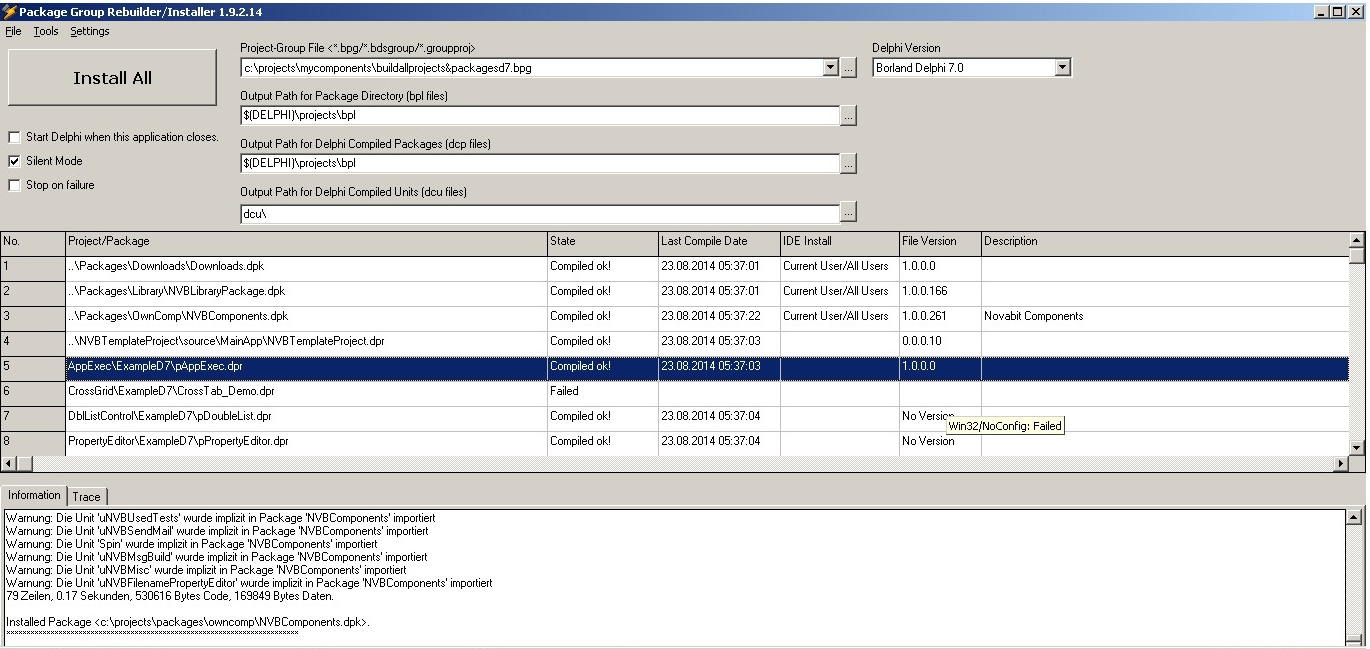 Package Group Rebuilder/Installer 1.9.2.14
File Tools Settings
Install All
Start Delphi when this application closes.
Silent Mode
Stop on failure
Project-Group File <*.bpg/*.bdsgroup/*.groupproj>
c:\projects\mycomponents\buildallprojects&packagesd7.bpg
...
Delphi Version
Borland Delphi 7.0
Output Path for Package Directory (bpl files)
$(DELPHI)\projects\bpl
...
Output Path for Delphi Compiled Packages (dcp files)
$(DELPHI)\projects\bpl
...
Output Path for Delphi Compiled Units (dcu files)
dcu\
...
No. Project/Package State Last Compile Date IDE Install File Version Description
1 ..\Packages\Downloads\Downloads.dpk Compiled ok! 23.08.2014 05:37:01 Current User/All Users 1.0.0.0
2 ..\Packages\Library\NVBLibraryPackage.dpk Compiled ok! 23.08.2014 05:37:01 Current User/All Users 1.0.0.166
3 ..\Packages\OwnComp\NVBComponents.dpk Compiled ok! 23.08.2014 05:37:22 Current User/All Users 1.0.0.261 Novabit Components
4 ..\NVBTemplateProject\source\MainApp\NVBTemplateProject.dpr Compiled ok! 23.08.2014 05:37:03 0.0.0.10
5 AppExec\ExampleD7\pAppExec.dpr Compiled ok! 23.08.2014 05:37:03 1.0.0.0
6 CrossGrid\ExampleD7\CrossTab_Demo.dpr Failed
7 DblListControl\ExampleD7\pDoubleList.dpr Compiled ok! 23.08.2014 05:37:04 No Version
Win32/NoConfig: Failed
8 PropertyEditor\ExampleD7\pPropertyEditor.dpr Compiled ok! 23.08.2014 05:37:04 No Version
Information Trace
Warnung: Die Unit 'uNVBUsedTests' wurde implizit in Package 'NVBComponents' importiert
Warnung: Die Unit 'uNVBSendMail' wurde implizit in Package 'NVBComponents' importiert
Warnung: Die Unit 'Spin' wurde implizit in Package 'NVBComponents' importiert
Warnung: Die Unit 'uNVBMsgBuild' wurde implizit in Package 'NVBComponents' importiert
Warnung: Die Unit 'uNVBMisc' wurde implizit in Package 'NVBComponents' importiert
Warnung: Die Unit 'uNVBFilenamePropertyEditor' wurde implizit in Package 'NVBComponents' importiert
79 Zeilen, 0.17 Sekunden, 530616 Bytes Code, 169849 Bytes Daten.
Installed Package <c:\projects\packages\owncomp\NVBComponents.dpk>.